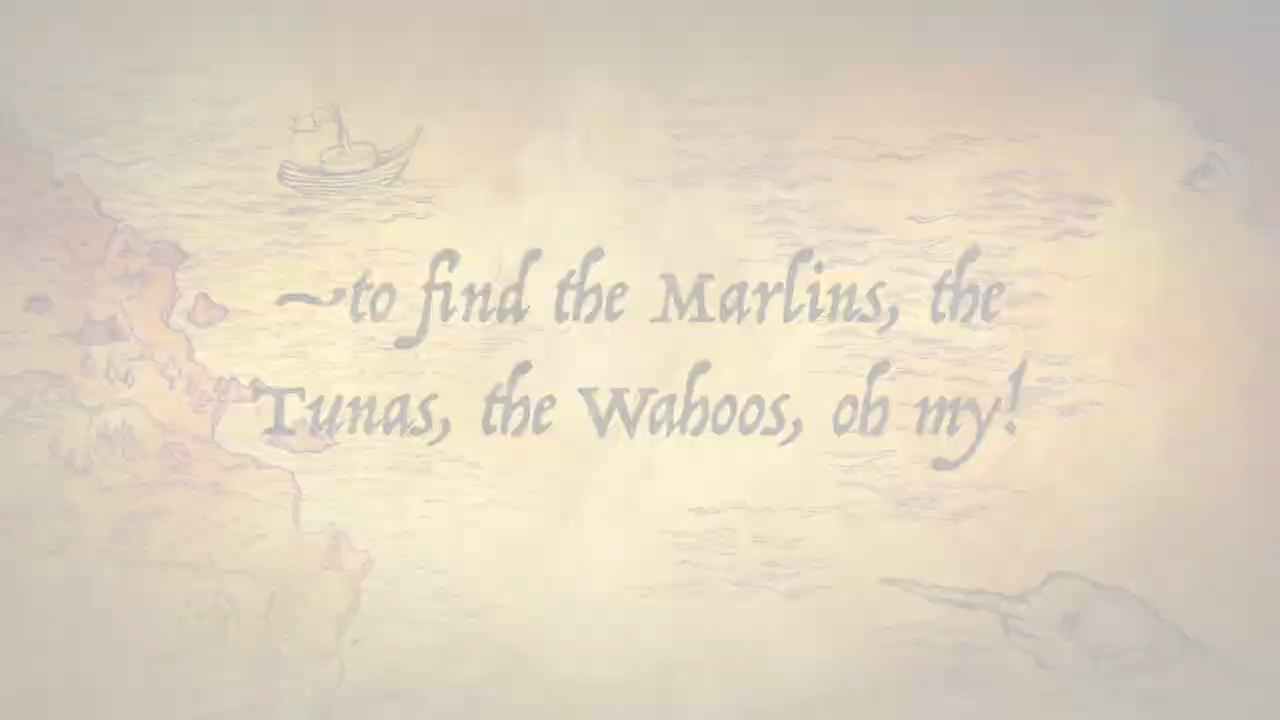 ~to find the Marlins, the
Tunas, the Wahoos, oh my!